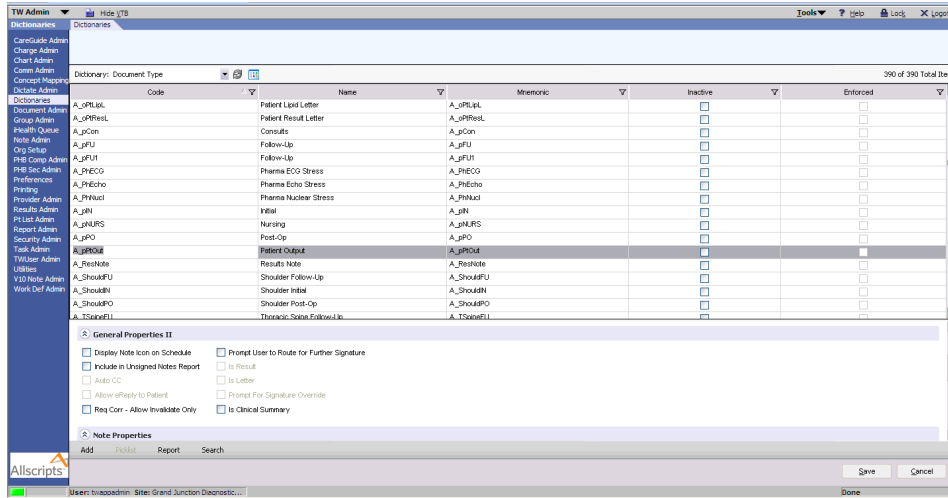 TW Admin Hide VTB Tools ? Help Lock X Logo
Dictionaries Dictionaries
CareGuide Admin
Charge Admin
Chart Admin
Comm Admin
Concept Mapping
Dictate Admin
Dictionaries
Document Admin
Group Admin
iHealth Queue
Note Admin
Org Setup
PHB Comp Admin
PHB Sec Admin
Preferences
Printing
Provider Admin
Results Admin
Pt List Admin
Report Admin
Security Admin
Task Admin
TWUser Admin
Utilities
V10 Note Admin
Work Def Admin
Dictionary: Document Type 390 of 390 Total Ite
Code Name Mnemonic Inactive Enforced
A_oPtLipL Patient Lipid Letter A_oPtLipL
A_oPtResL Patient Result Letter A_oPtResL
A_pCon Consults A_pCon
A_pFU Follow-Up A_pFU
A_pFU1 Follow-Up A_pFU1
A_PhECG Pharma ECG Stress A_PhECG
A_PhEcho Pharma Echo Stress A_PhEcho
A_PhNucl Pharma Nuclear Stress A_PhNucl
A_pIN Initial A_pIN
A_pNURS Nursing A_pNURS
A_pPO Post-Op A_pPO
A_pPtOut Patient Output A_pPtOut
A_ResNote Results Note A_ResNote
A_ShouldFU Shoulder Follow-Up A_ShouldFU
A_ShouldIN Shoulder Initial A_ShouldIN
A_ShouldPO Shoulder Post-Op A_ShouldPO
A_TSpineFU Thoracic Spine Follow-Up A_TSpineFU
General Properties II
Display Note Icon on Schedule Prompt User to Route for Further Signature
Include in Unsigned Notes Report Is Result
Auto CC Is Letter
Allow eReply to Patient Prompt For Signature Override
Req Corr - Allow Invalidate Only Is Clinical Summary
Note Properties
Add Picklist Report Search
Allscripts Save Cancel
User: twappadmin Site: Grand Junction Diagnostic... Done